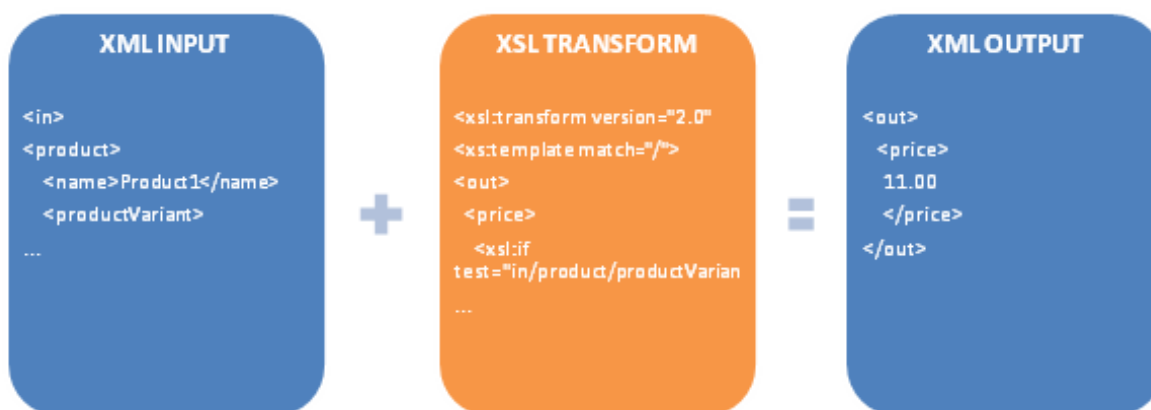 XML INPUT
<in>
<product>
<name>Product1</name>
<productVariant>
...
+
XSL TRANSFORM
<xsl:transform version="2.0"
<xs:template match="/">
<out>
<price>
<xsl:if
test="in/product/productVarian
...
=
XML OUTPUT
<out>
<price>
11.00
</price>
</out>